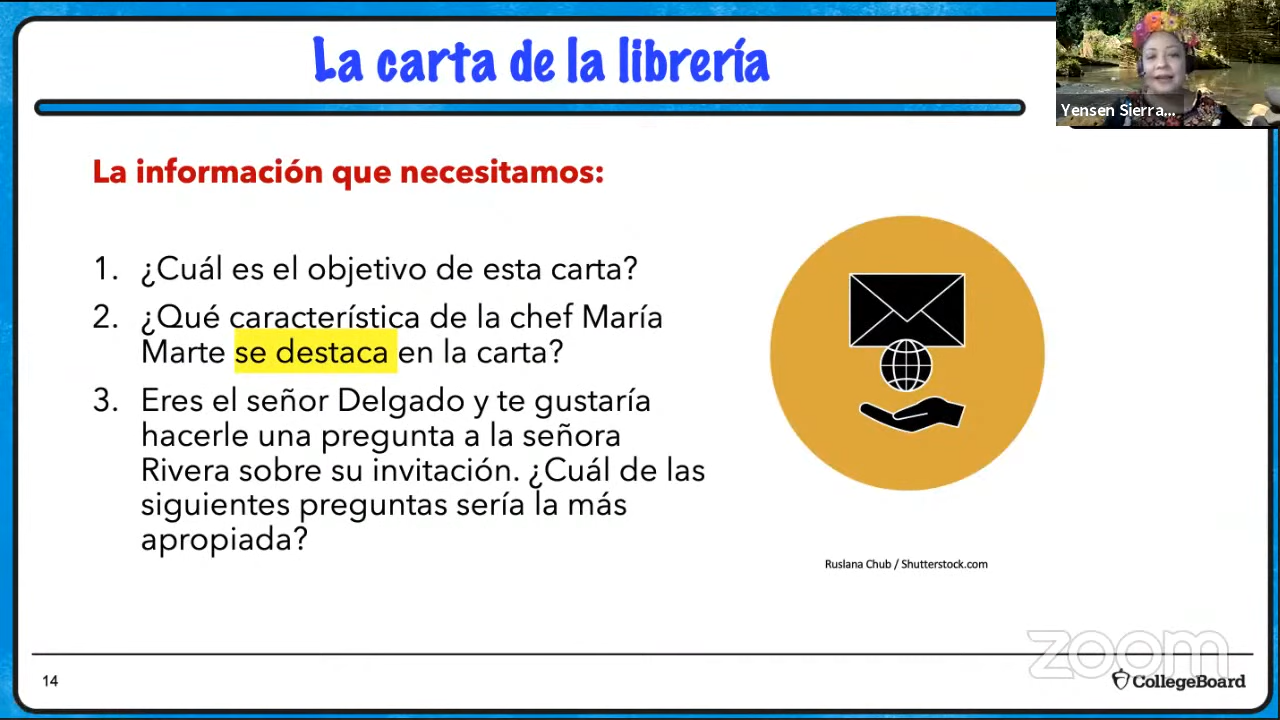 La carta de la librería
Yensen Sierra...
La información que necesitamos:
1. ¿Cuál es el objetivo de esta carta?
2. ¿Qué característica de la chef María
Marte se destaca en la carta?
3. Eres el señor Delgado y te gustaría
hacerle una pregunta a la señora
Rivera sobre su invitación. ¿Cuál de las
siguientes preguntas sería la más
apropiada?
Ruslana Chub / Shutterstock.com
zoom
14
CollegeBoard